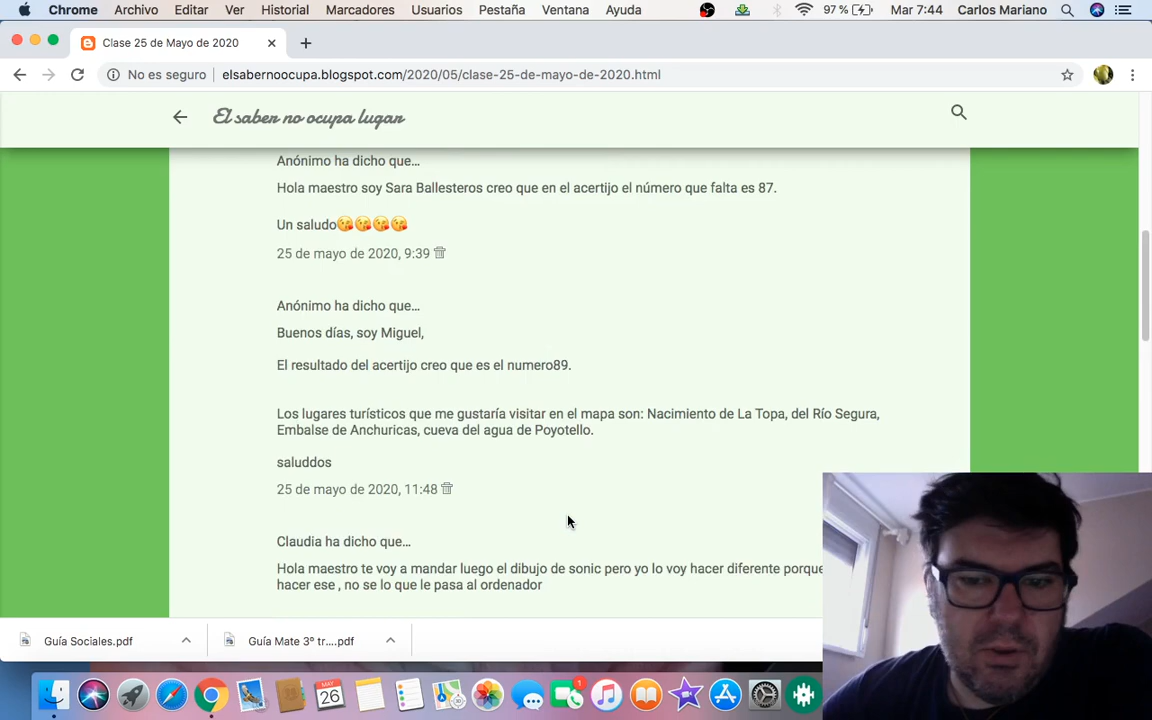 Chrome Archivo Editar Ver Historial Marcadores Usuarios Pestaña Ventana Ayuda 97 % Mar 7:44 Carlos Mariano
Clase 25 de Mayo de 2020
No es seguro elsabernoocupa.blogspot.com/2020/05/clase-25-de-mayo-de-2020.html
El saber no ocupa lugar
Anónimo ha dicho que...
Hola maestro soy Sara Ballesteros creo que en el acertijo el número que falta es 87.
Un saludo😘😘😘😘
25 de mayo de 2020, 9:39
Anónimo ha dicho que...
Buenos días, soy Miguel,
El resultado del acertijo creo que es el numero89.
Los lugares turísticos que me gustaría visitar en el mapa son: Nacimiento de La Topa, del Río Segura,
Embalse de Anchuricas, cueva del agua de Poyotello.
saluddos
25 de mayo de 2020, 11:48
Claudia ha dicho que...
Hola maestro te voy a mandar luego el dibujo de sonic pero yo lo voy hacer diferente porque
hacer ese , no se lo que le pasa al ordenador
Guía Sociales.pdf Guía Mate 3º tr....pdf
MAY
26
1